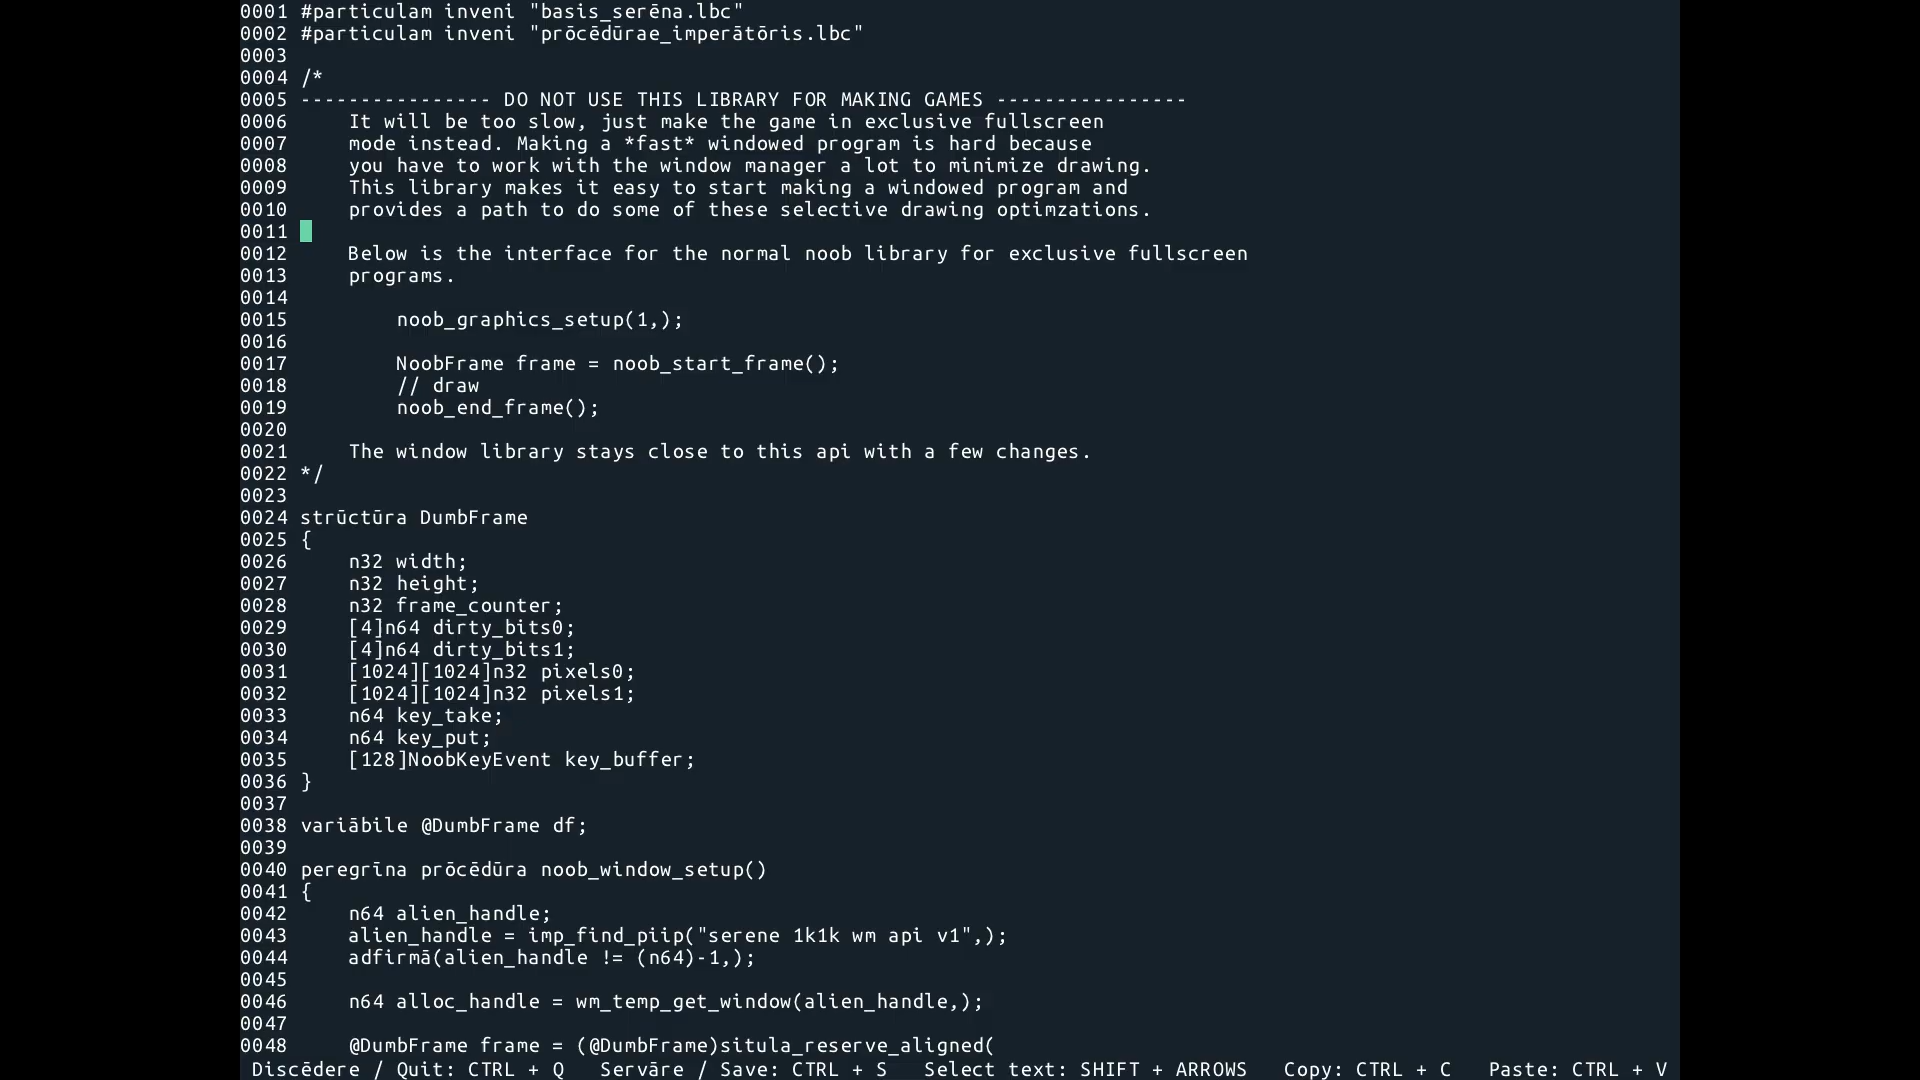 0001 #particulam inveni "basis_serēna.lbc"
0002 #particulam inveni "prōcēdūrae_imperātōris.lbc"
0003
0004 /*
0005 ---------------- DO NOT USE THIS LIBRARY FOR MAKING GAMES ----------------
0006     It will be too slow, just make the game in exclusive fullscreen
0007     mode instead. Making a *fast* windowed program is hard because
0008     you have to work with the window manager a lot to minimize drawing.
0009     This library makes it easy to start making a windowed program and
0010     provides a path to do some of these selective drawing optimzations.
0011
0012     Below is the interface for the normal noob library for exclusive fullscreen
0013     programs.
0014
0015         noob_graphics_setup(1,);
0016
0017         NoobFrame frame = noob_start_frame();
0018         // draw
0019         noob_end_frame();
0020
0021     The window library stays close to this api with a few changes.
0022 */
0023
0024 strūctūra DumbFrame
0025 {
0026     n32 width;
0027     n32 height;
0028     n32 frame_counter;
0029     [4]n64 dirty_bits0;
0030     [4]n64 dirty_bits1;
0031     [1024][1024]n32 pixels0;
0032     [1024][1024]n32 pixels1;
0033     n64 key_take;
0034     n64 key_put;
0035     [128]NoobKeyEvent key_buffer;
0036 }
0037
0038 variābile @DumbFrame df;
0039
0040 peregrīna prōcēdūra noob_window_setup()
0041 {
0042     n64 alien_handle;
0043     alien_handle = imp_find_piip("serene 1k1k wm api v1",);
0044     adfirmā(alien_handle != (n64)-1,);
0045
0046     n64 alloc_handle = wm_temp_get_window(alien_handle,);
0047
0048     @DumbFrame frame = (@DumbFrame)situla_reserve_aligned(
Discēdere / Quit: CTRL + Q   Servāre / Save: CTRL + S   Select text: SHIFT + ARROWS   Copy: CTRL + C   Paste: CTRL + V